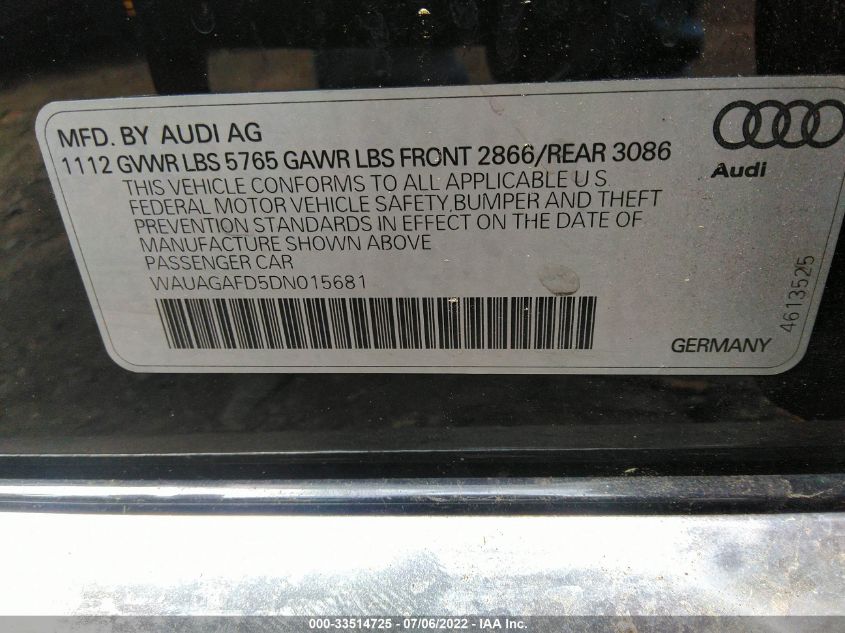 MFD. BY AUDI AG
1112 GVWR LBS 5765 GAWR LBS FRONT 2866/REAR 3086
THIS VEHICLE CONFORMS TO ALL APPLICABLE U S
FEDERAL MOTOR VEHICLE SAFETY,BUMPER AND THEFT
PREVENTION STANDARDS IN EFFECT ON THE DATE OF
MANUFACTURE SHOWN ABOVE
PASSENGER CAR
WAUAGAFD5DN015681
Audi
4613525
GERMANY
000-33514725 - 07/06/2022 - IAA Inc.